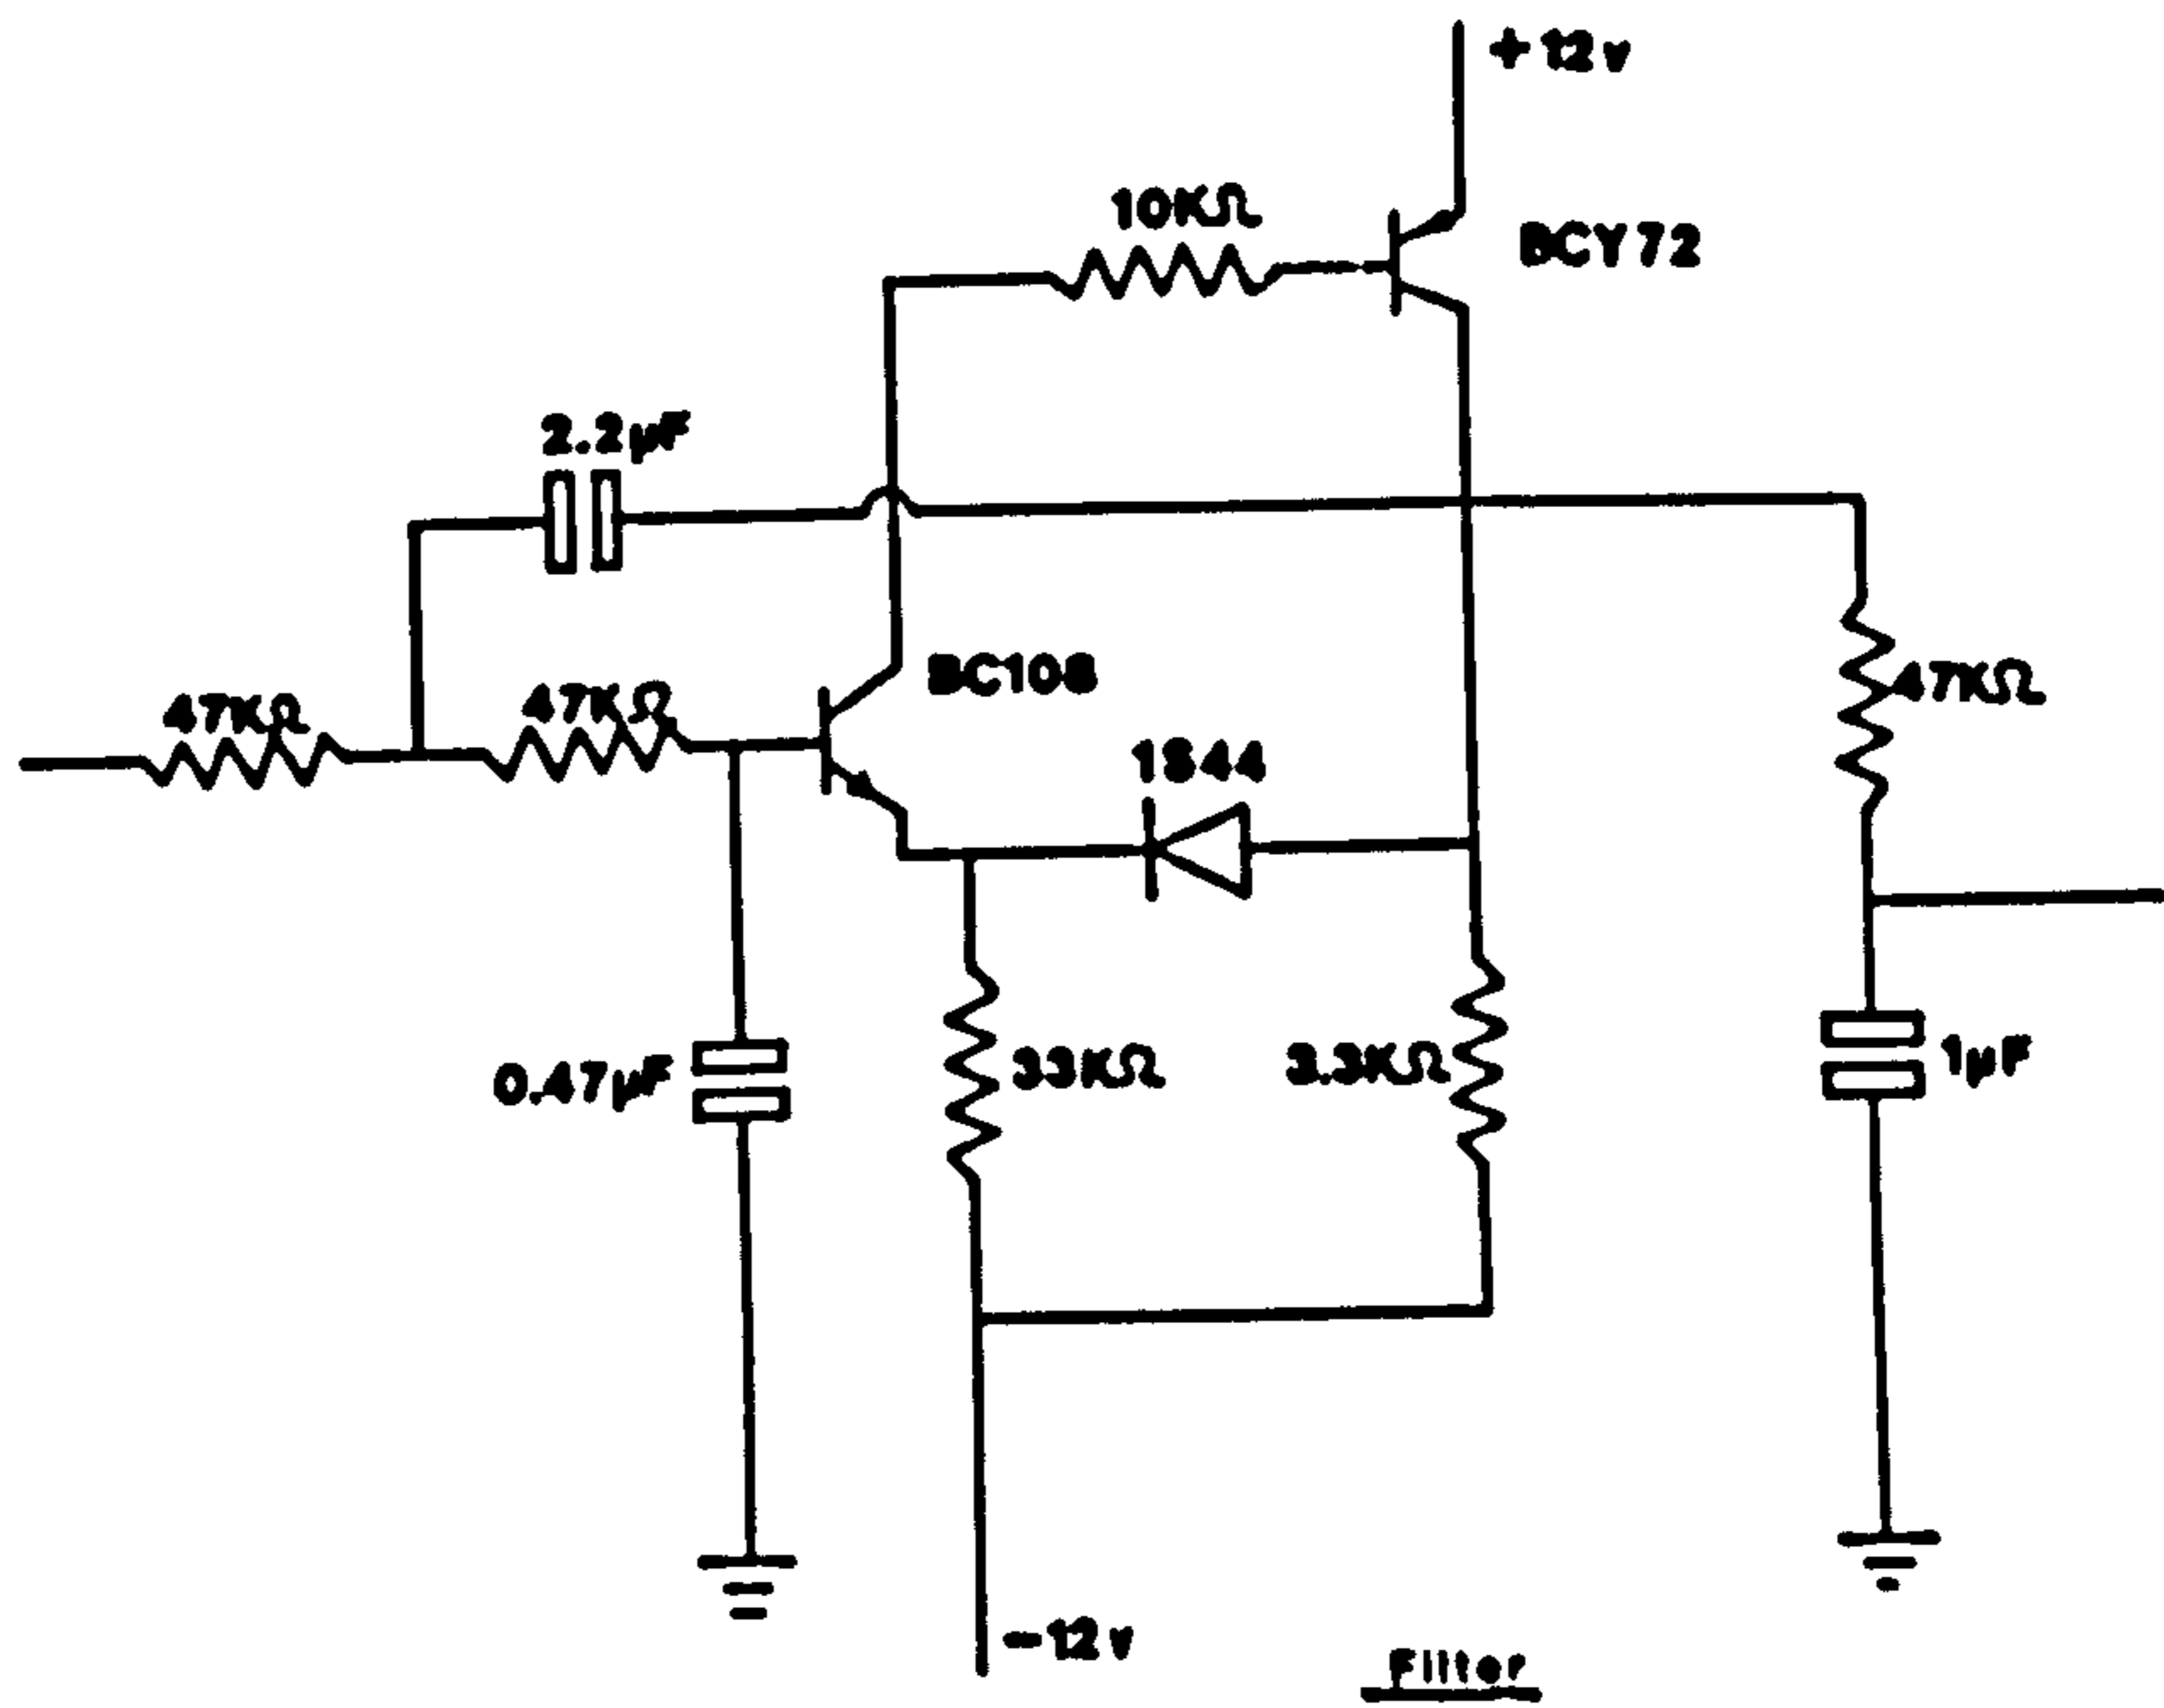 +12v
10KΩ
BCY72
2.2μF
BC108
47KΩ
47KΩ
47KΩ
1S44
0.47μF
33KΩ
3.3KΩ
1μF
-12v
Filter